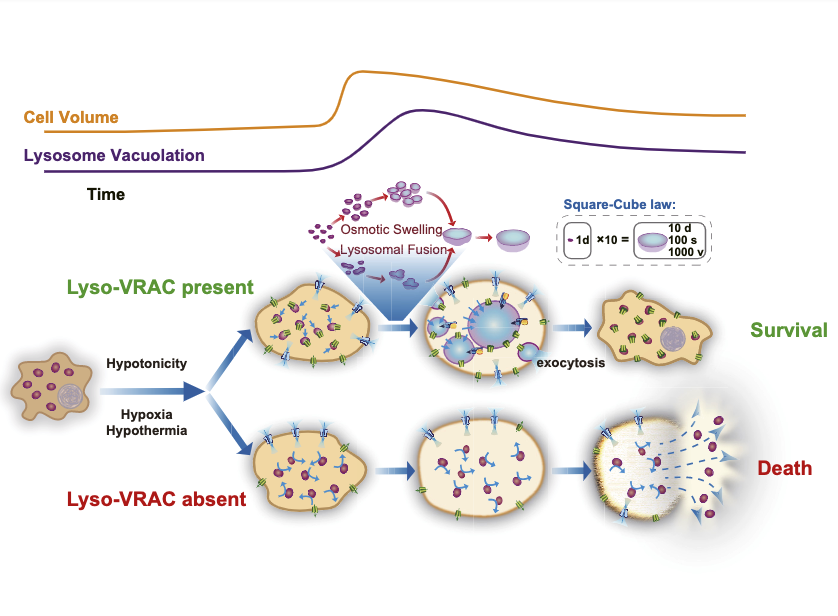 Cell Volume
Lysosome Vacuolation
Time
Osmotic Swelling
Lysosomal Fusion
Square-Cube law:
1d ×10 =
10 d
100 s
1000 v
Lyso-VRAC present
Survival
exocytosis
Hypotonicity
Hypoxia
Hypothermia
Lyso-VRAC absent
Death